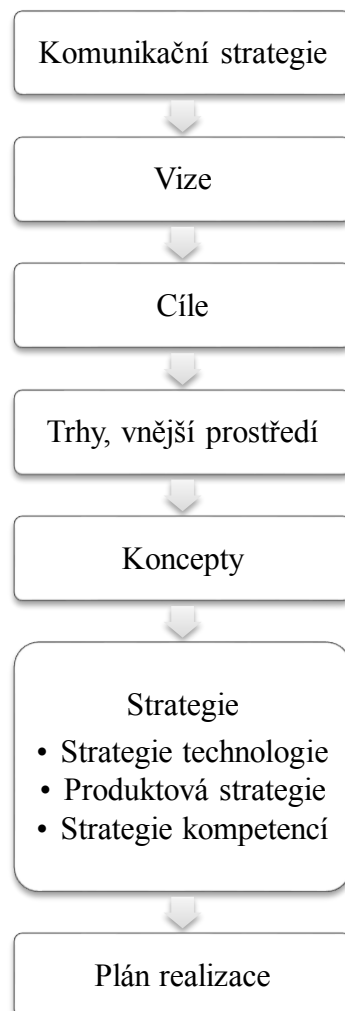 Komunikační strategie
Vize
Cíle
Trhy, vnější prostředí
Koncepty
Strategie
• Strategie technologie
• Produktová strategie
• Strategie kompetencí
Plán realizace